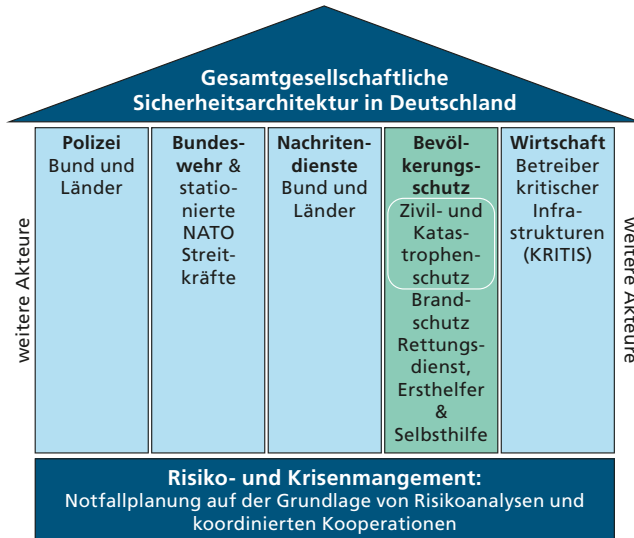 Gesamtgesellschaftliche
Sicherheitsarchitektur in Deutschland
weitere Akteure
Polizei
Bund und
Länder
Bundes-
wehr &
statio-
nierte
NATO
Streit-
kräfte
Nachriten-
dienste
Bund und
Länder
Bevöl-
kerungs-
schutz
Zivil- und
Katas-
trophen-
schutz
Brand-
schutz
Rettungs-
dienst,
Ersthelfer
&
Selbsthilfe
Wirtschaft
Betreiber
kritischer
Infra-
strukturen
(KRITIS)
weitere Akteure
Risiko- und Krisenmangement:
Notfallplanung auf der Grundlage von Risikoanalysen und
koordinierten Kooperationen